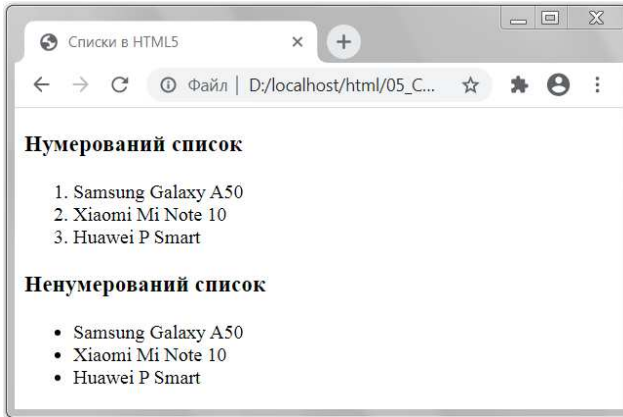 Списки в HTML5
Файл | D:/localhost/html/05_C...
Нумерований список
1. Samsung Galaxy A50
2. Xiaomi Mi Note 10
3. Huawei P Smart
Ненумерований список
• Samsung Galaxy A50
• Xiaomi Mi Note 10
• Huawei P Smart